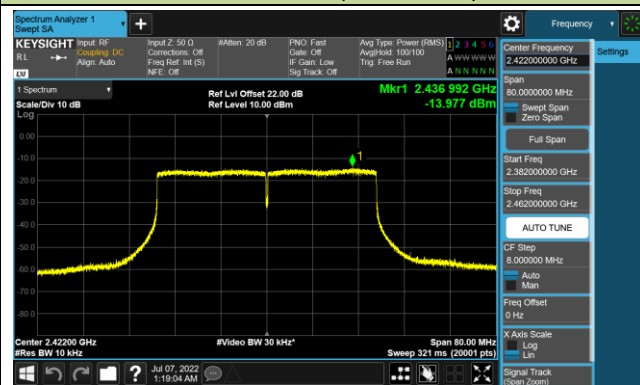 Spectrum Analyzer 1
Swept SA
Frequency
KEYSIGHT
RL
LXI
Input: RF
Coupling: DC
Align: Auto
Input Z: 50 Ω
Corrections: Off
Freq Ref: Int (S)
NFE: Off
#Atten: 20 dB
PNO: Fast
Gate: Off
IF Gain: Low
Sig Track: Off
Avg Type: Power (RMS)
Avg|Hold: 100/100
Trig: Free Run
1 2 3 4 5 6
A W W W W W
A N N N N N
1 Spectrum
Scale/Div 10 dB
Log
Ref Lvl Offset 22.00 dB
Ref Level 10.00 dBm
Mkr1 2.436 992 GHz
-13.977 dBm
1
0.00
-10.0
-20.0
-30.0
-40.0
-50.0
-60.0
-70.0
-80.0
Center 2.42200 GHz
#Res BW 10 kHz
#Video BW 30 kHz*
Span 80.00 MHz
Sweep 321 ms (20001 pts)
Jul 07, 2022
1:19:04 AM
Center Frequency
2.422000000 GHz
Settings
Span
80.0000000 MHz
Swept Span
Zero Span
Full Span
Start Freq
2.382000000 GHz
Stop Freq
2.462000000 GHz
AUTO TUNE
CF Step
8.000000 MHz
Auto
Man
Freq Offset
0 Hz
X Axis Scale
Log
Lin
Signal Track
(Span Zoom)